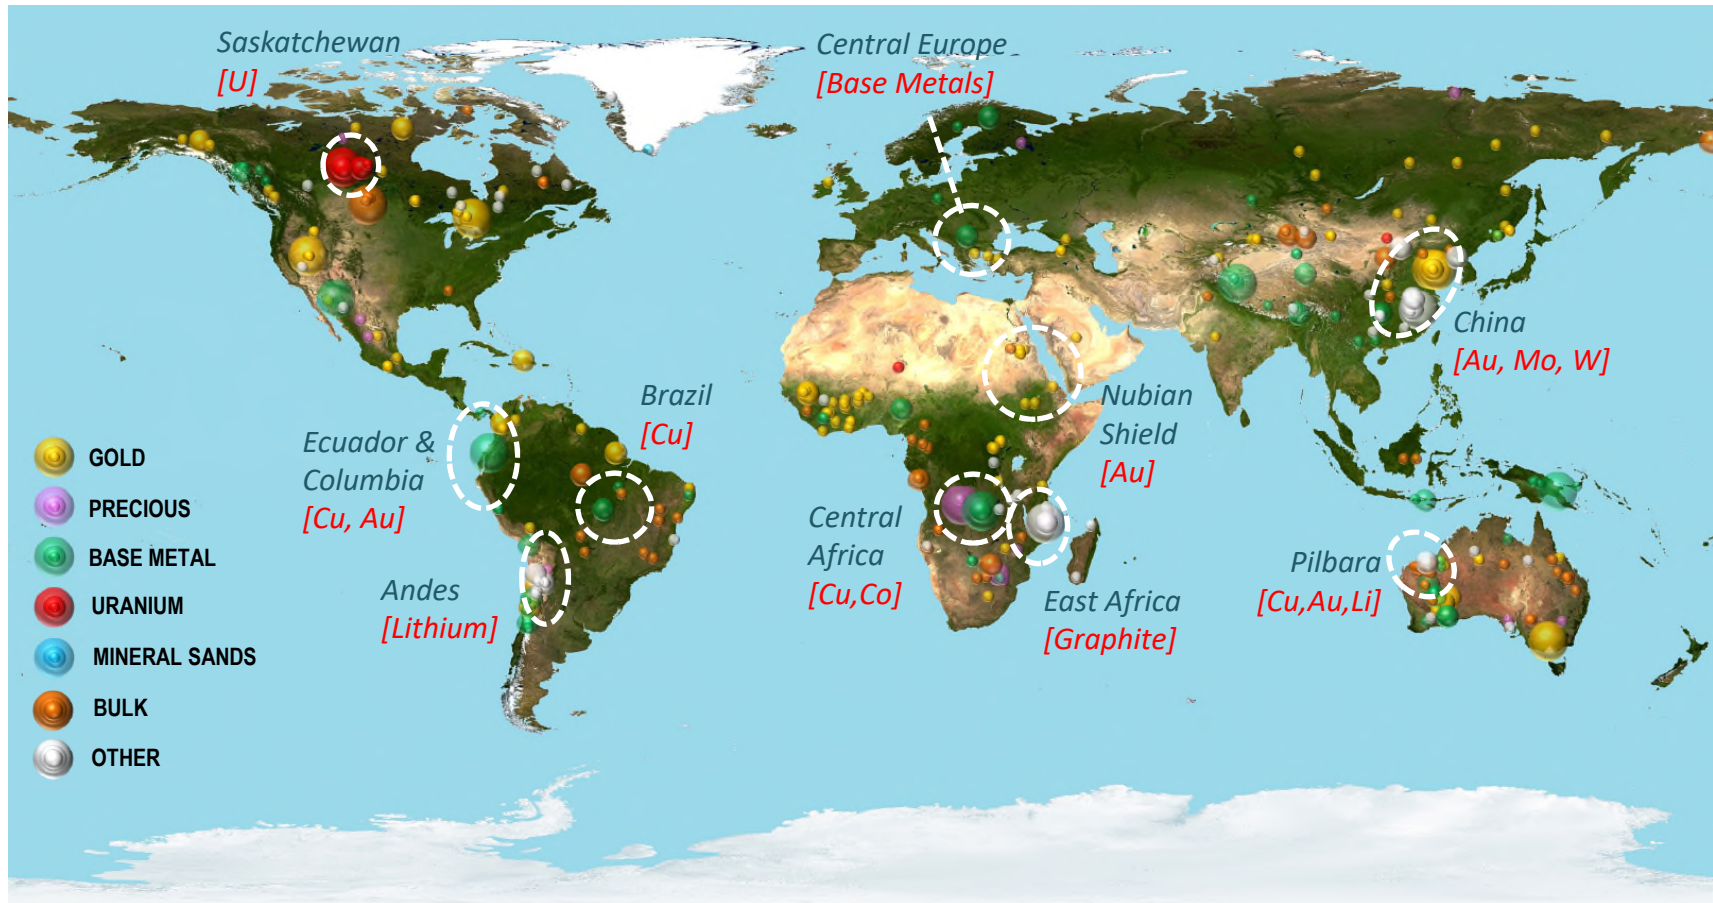 Saskatchewan
[U]
Central Europe
[Base Metals]
China
[Au, Mo, W]
Brazil
[Cu]
Nubian
Shield
[Au]
Ecuador &
Columbia
[Cu, Au]
Central
Africa
[Cu,Co]
Pilbara
[Cu,Au,Li]
Andes
[Lithium]
East Africa
[Graphite]
GOLD
PRECIOUS
BASE METAL
URANIUM
MINERAL SANDS
BULK
OTHER